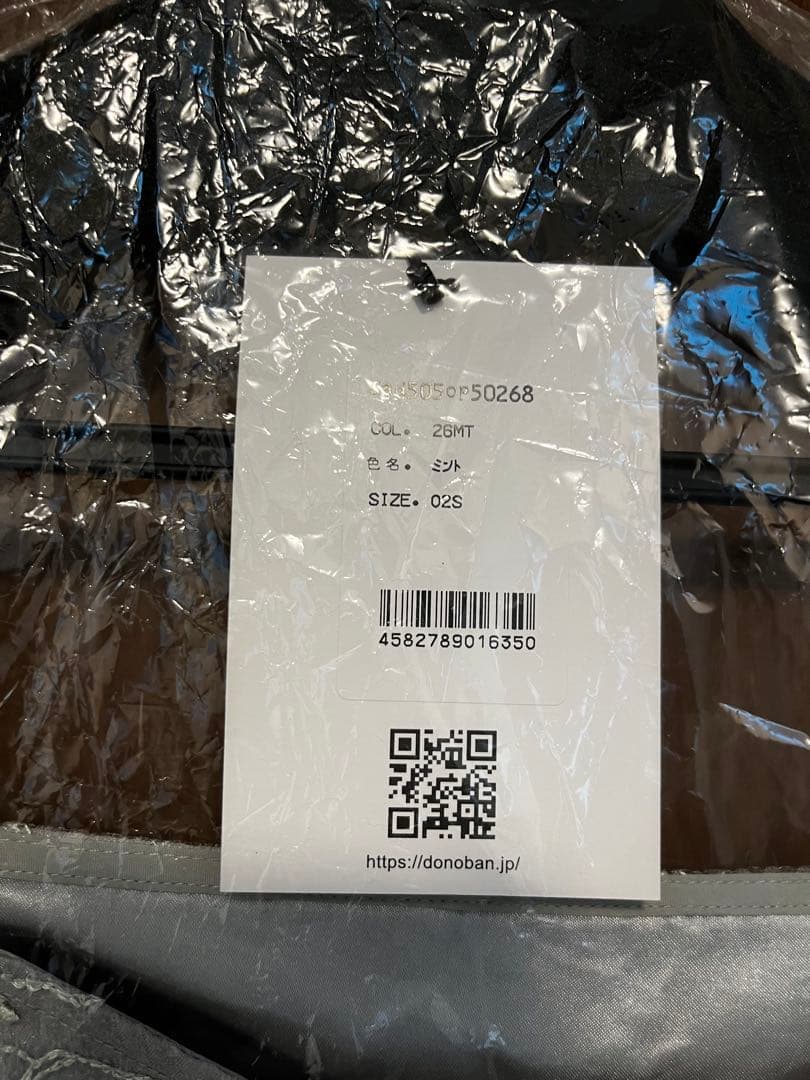 COL. 26MT
色名. ミント
SIZE. 02S
4582789016350
https://donoban.jp/